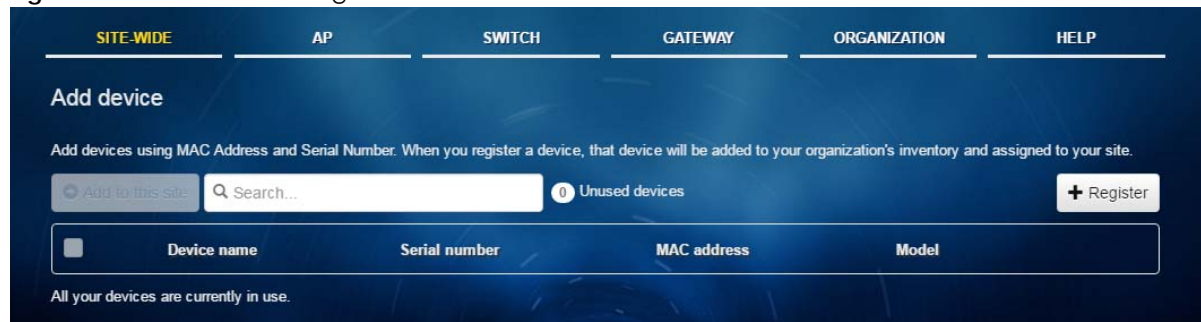 SITE-WIDE AP SWITCH GATEWAY ORGANIZATION HELP
Add device
Add devices using MAC Address and Serial Number. When you register a device, that device will be added to your organization's inventory and assigned to your site.
Add to this site Search... 0 Unused devices + Register
Device name Serial number MAC address Model
All your devices are currently in use.